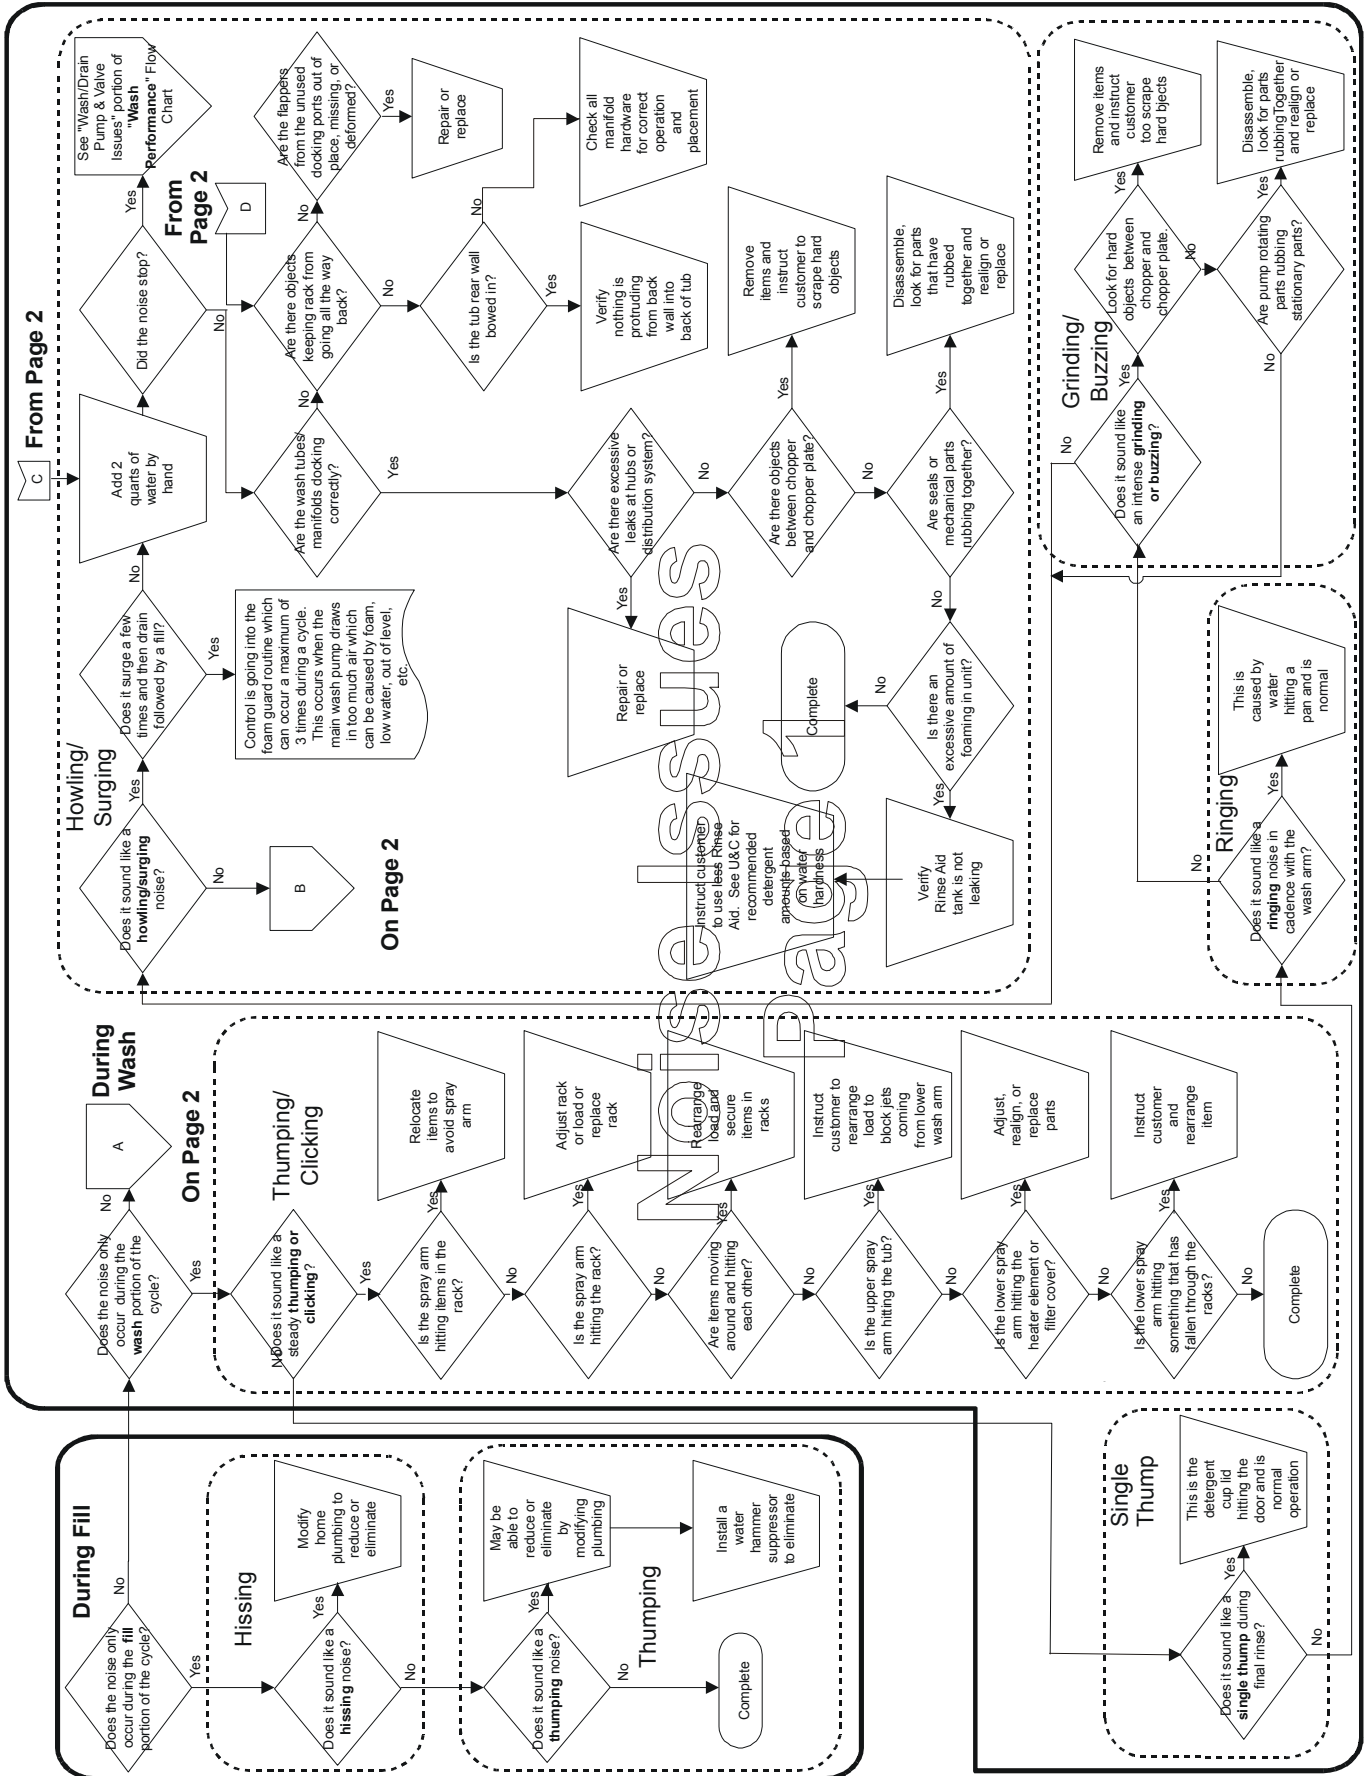 Noise Issues
Page 1
During Fill
Does the noise only
occur during the fill
portion of the cycle?
No
Yes
Hissing
Does it sound like a
hissing noise?
Yes
No
Modify
home
plumbing to
reduce or
eliminate
Does it sound like a
thumping noise?
Yes
No
May be
able to
reduce or
eliminate
by
modifying
plumbing
Install a
water
hammer
suppressor
to eliminate
Thumping
Complete
During
Wash
Does the noise only
occur during the
wash portion of the
cycle?
No
Yes
A
On Page 2
Thumping/
Clicking
No
Does it sound like a
steady thumping or
clicking?
Yes
Is the spray arm
hitting items in the
rack?
Yes
No
Relocate
items to
avoid spray
arm
Is the spray arm
hitting the rack?
Yes
No
Adjust rack
or load or
replace
rack
Are items moving
around and hitting
each other?
Yes
No
Rearrange
load and
secure
items in
racks
Is the upper spray
arm hitting the tub?
Yes
No
Instruct
customer to
rearrange
load to
block jets
coming
from lower
wash arm
Is the lower spray
arm hitting the
heater element or
filter cover?
Yes
No
Adjust,
realign, or
replace
parts
Is the lower spray
arm hitting
something that has
fallen through the
racks?
Yes
No
Instruct
customer
and
rearrange
item
Complete
Single
Thump
Does it sound like a
single thump during
final rinse?
Yes
No
This is the
detergent
cup lid
hitting the
door and is
normal
operation
Ringing
Does it sound like a
ringing noise in
cadence with the
wash arm?
Yes
No
This is
caused by
water
hitting a
pan and is
normal
Grinding/
Buzzing
Does it sound like
an intense grinding
or buzzing?
Yes
No
Look for hard
objects between
chopper and
chopper plate.
Yes
No
Remove items
and instruct
customer
too scrape
hard bjects
Are pump rotating
parts rubbing
stationary parts?
Yes
No
Disassemble,
look for parts
rubbing together
and realign or
replace
Howling/
Surging
Does it sound like a
howling/surging
noise?
Yes
No
B
On Page 2
Does it surge a few
times and then drain
followed by a fill?
No
Yes
Control is going into the
foam guard routine which
can occur a maximum of
3 times during a cycle.
This occurs when the
main wash pump draws
in too much air which
can be caused by foam,
low water, out of level,
etc.
C
From Page 2
Add 2
quarts of
water by
hand
Did the noise stop?
Yes
No
See "Wash/Drain
Pump & Valve
Issues" portion of
"Wash
Performance" Flow
Chart
From
Page 2
D
Are the wash tubes/
manifolds docking
correctly?
No
Yes
Are there objects
keeping rack from
going all the way
back?
No
No
Are the flappers
from the unused
docking ports out of
place, missing, or
deformed?
Yes
Repair or
replace
Is the tub rear wall
bowed in?
No
Yes
Check all
manifold
hardware
for correct
operation
and
placement
Verify
nothing is
protruding
from back
wall into
back of tub
Are there excessive
leaks at hubs or
distribution system?
Yes
No
Repair or
replace
Are there objects
between chopper
and chopper plate?
Yes
No
Remove
items and
instruct
customer to
scrape hard
objects
Are seals or
mechanical parts
rubbing together?
Yes
No
Disassemble,
look for parts
that have
rubbed
together and
realign or
replace
Is there an
excessive amount of
foaming in unit?
No
Yes
Complete
Verify
Rinse Aid
tank is not
leaking
Instruct customer
to use less Rinse
Aid. See U&C for
recommended
detergent
amounts based
on water
hardness